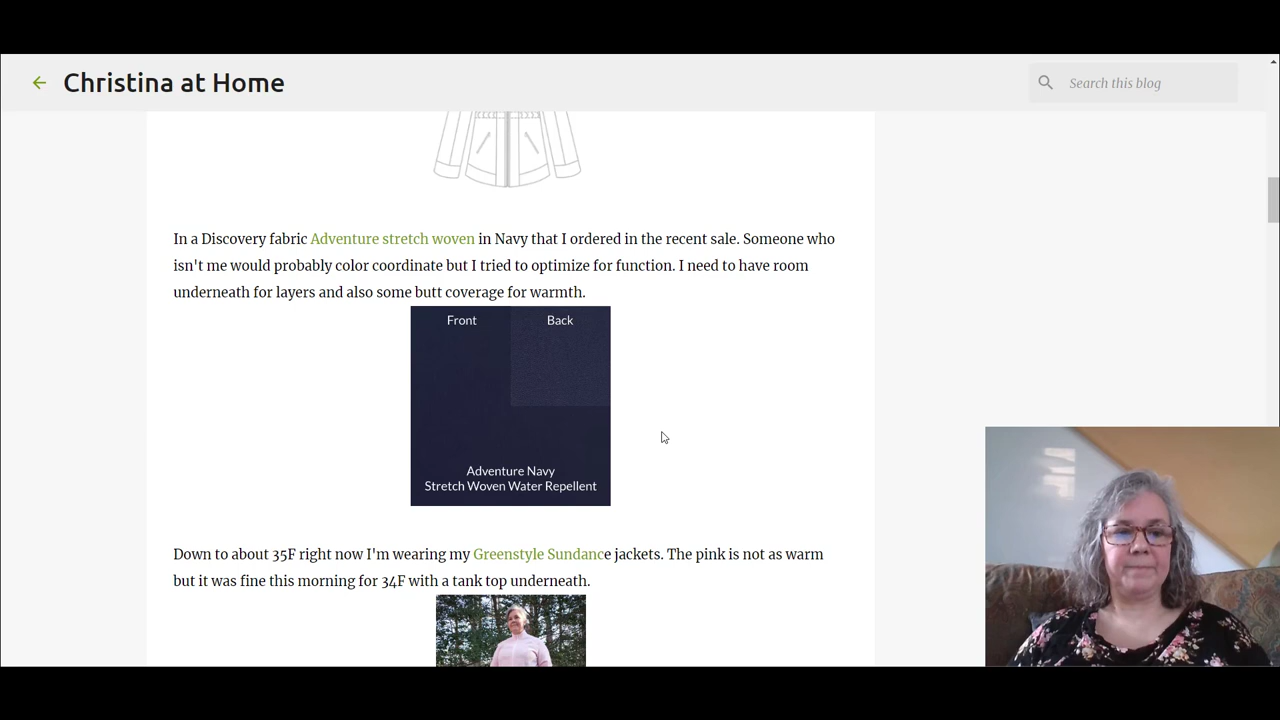 Christina at Home
Search this blog
In a Discovery fabric Adventure stretch woven in Navy that I ordered in the recent sale. Someone who
isn't me would probably color coordinate but I tried to optimize for function. I need to have room
underneath for layers and also some butt coverage for warmth.
Front Back
Adventure Navy
Stretch Woven Water Repellent
Down to about 35F right now I'm wearing my Greenstyle Sundance jackets. The pink is not as warm
but it was fine this morning for 34F with a tank top underneath.